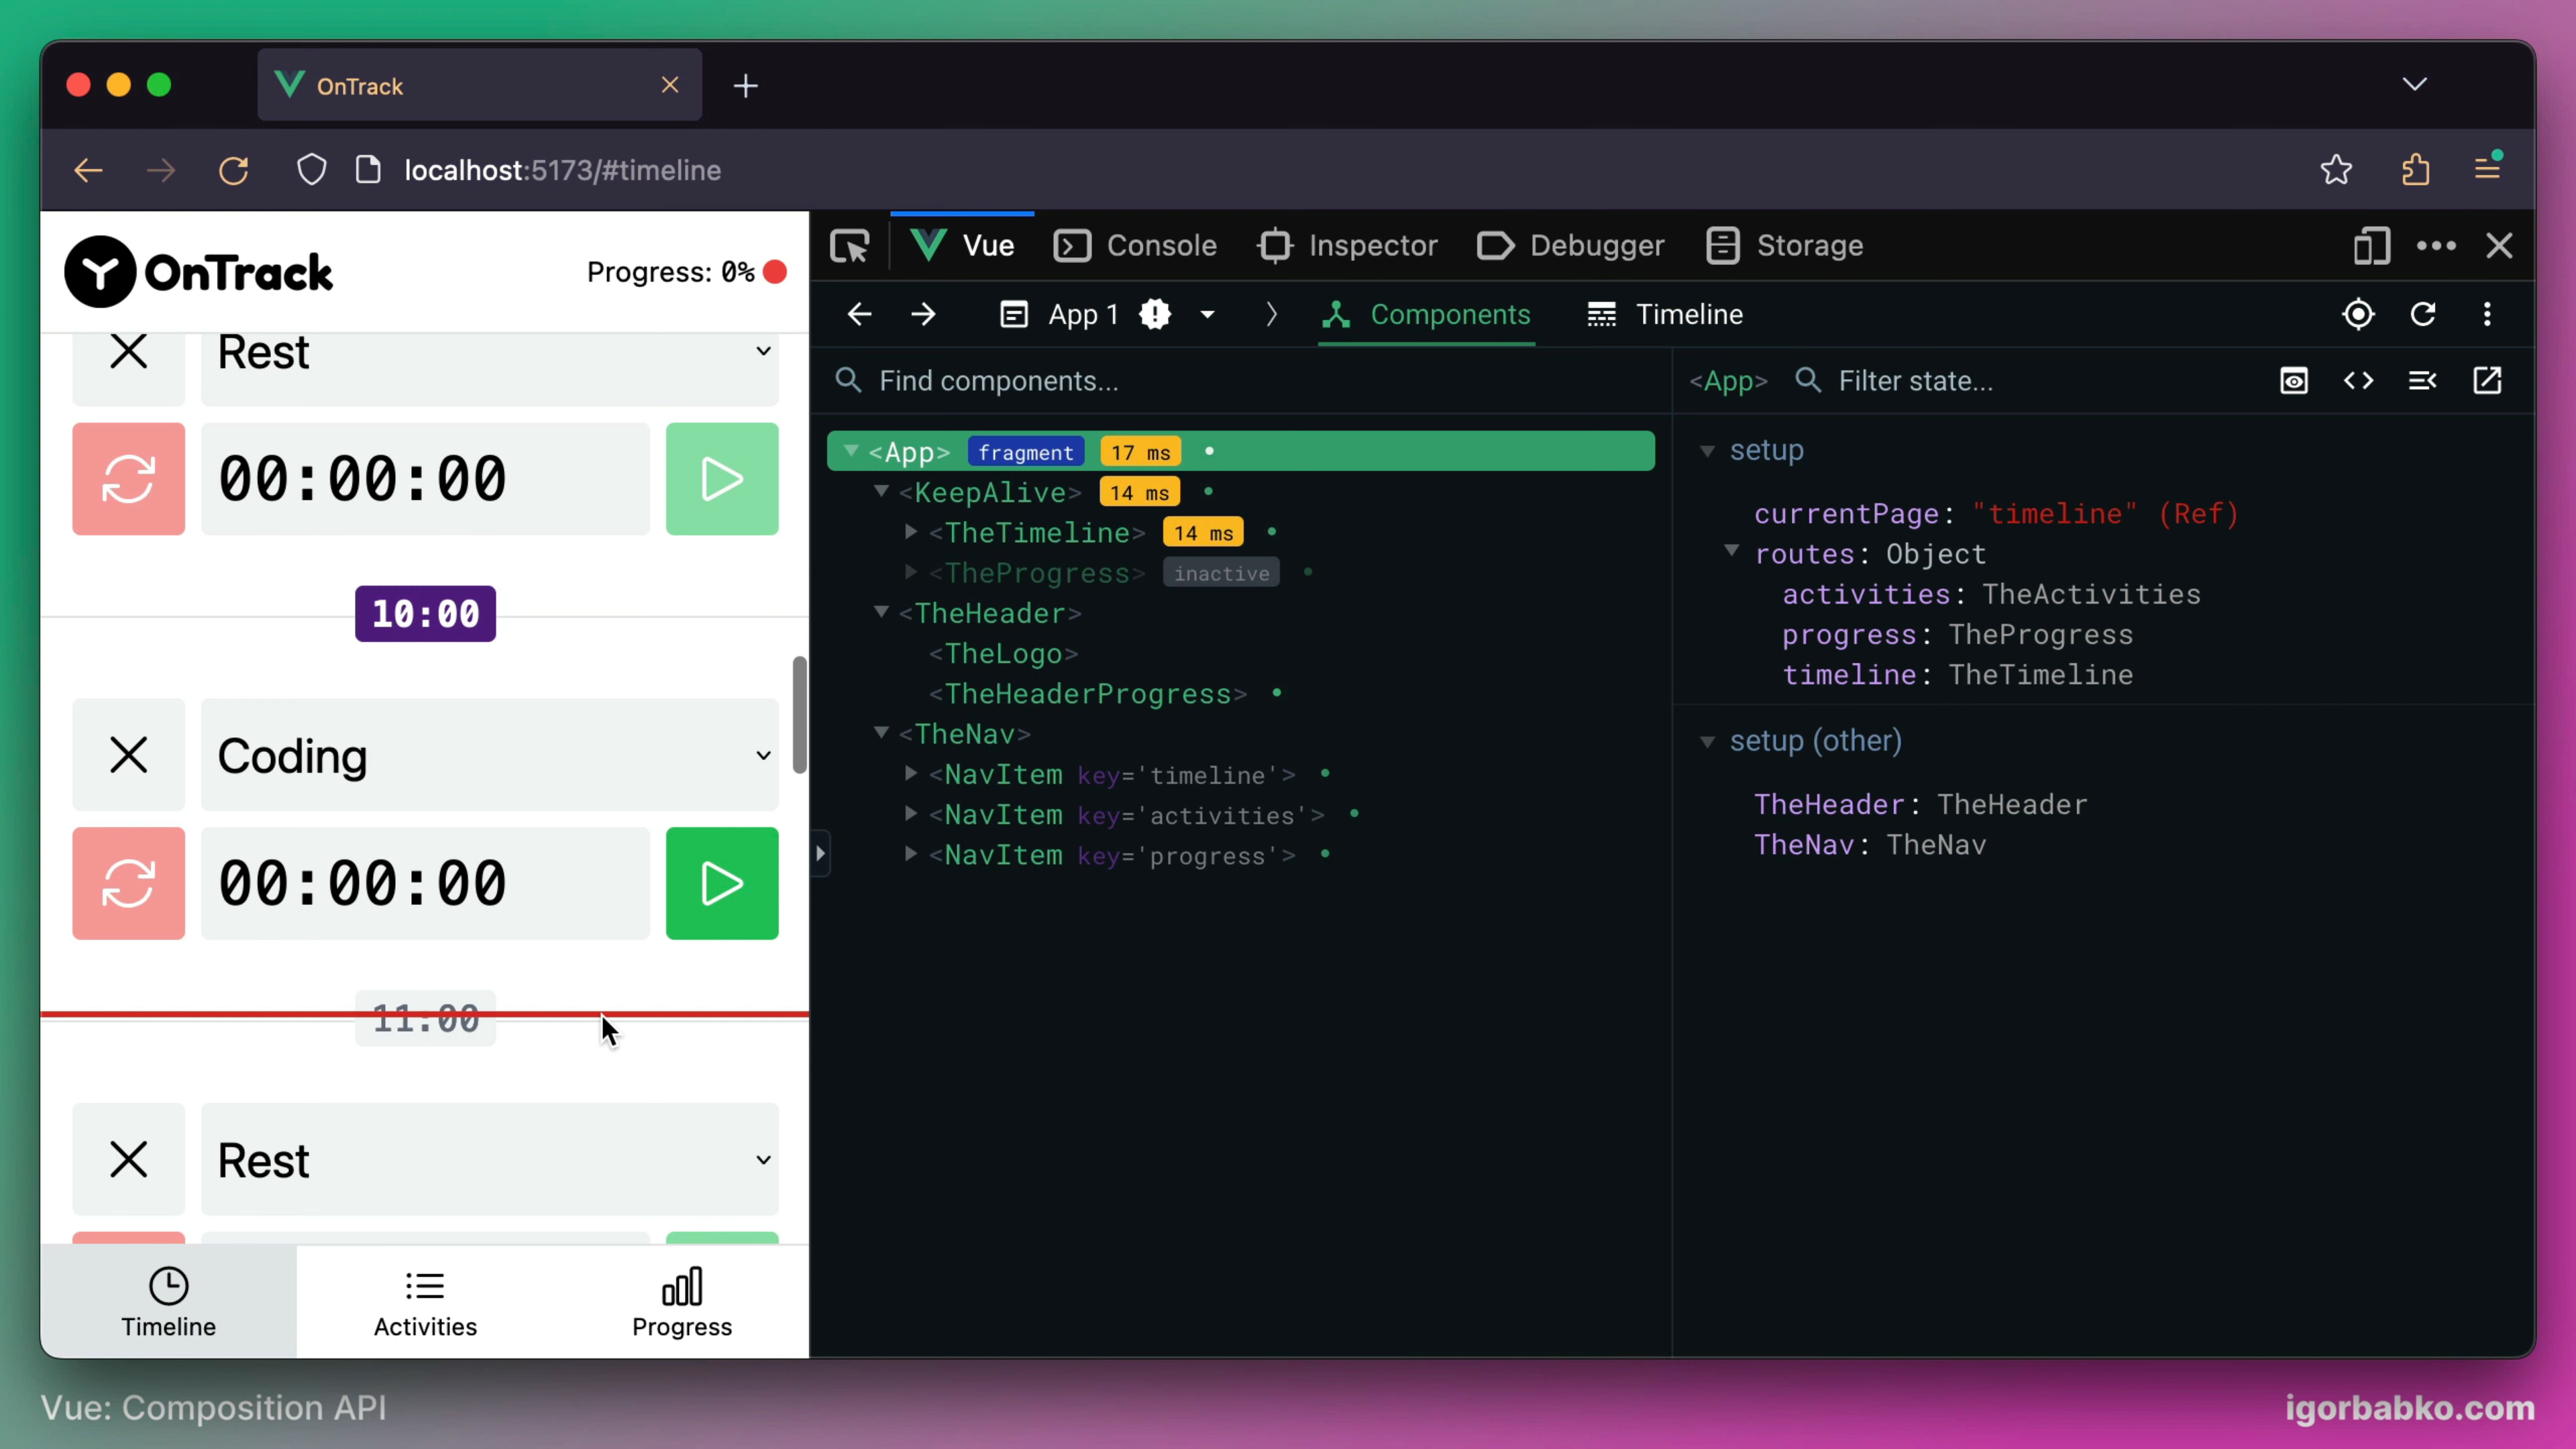 OnTrack
localhost:5173/#timeline
OnTrack
Progress: 0%
Rest
00:00:00
10:00
Coding
00:00:00
11:00
Rest
Timeline
Activities
Progress
Vue
Console
Inspector
Debugger
Storage
App 1
Components
Timeline
Find components...
<App> fragment 17 ms
<KeepAlive> 14 ms
<TheTimeline> 14 ms
<TheProgress> inactive
<TheHeader>
<TheLogo>
<TheHeaderProgress>
<TheNav>
<NavItem key='timeline'>
<NavItem key='activities'>
<NavItem key='progress'>
<App> Filter state...
setup
currentPage: "timeline" (Ref)
routes: Object
activities: TheActivities
progress: TheProgress
timeline: TheTimeline
setup (other)
TheHeader: TheHeader
TheNav: TheNav
Vue: Composition API
igorbabko.com